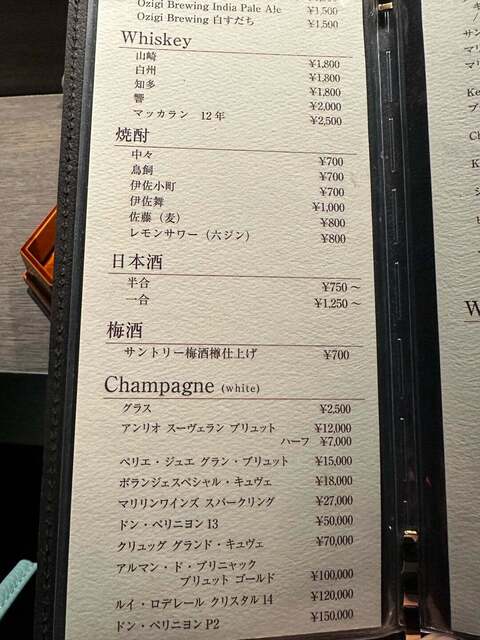 Ozigi Brewing India Pale Ale ¥1,500
Ozigi Brewing 白すだち ¥1,500
Whiskey
山崎 ¥1,800
白州 ¥1,800
知多 ¥1,800
響 ¥2,000
マッカラン 12年 ¥2,500
焼酎
中々 ¥700
鳥飼 ¥700
伊佐小町 ¥700
伊佐舞 ¥1,000
佐藤（麦） ¥800
レモンサワー（六ジン） ¥800
日本酒
半合 ¥750～
一合 ¥1,250～
梅酒
サントリー梅酒樽仕上げ ¥700
Champagne (white)
グラス ¥2,500
アンリオ スーヴェラン ブリュット ¥12,000
ハーフ ¥7,000
ペリエ・ジュエ グラン・ブリュット ¥15,000
ボランジェスペシャル・キュヴェ ¥18,000
マリリンワインズ スパークリング ¥27,000
ドン・ペリニヨン 13 ¥50,000
クリュッグ グランド・キュヴェ ¥70,000
アルマン・ド・ブリニャック
ブリュット ゴールド ¥100,000
ルイ・ロデレール クリスタル 14 ¥120,000
ドン・ペリニヨン P2 ¥150,000